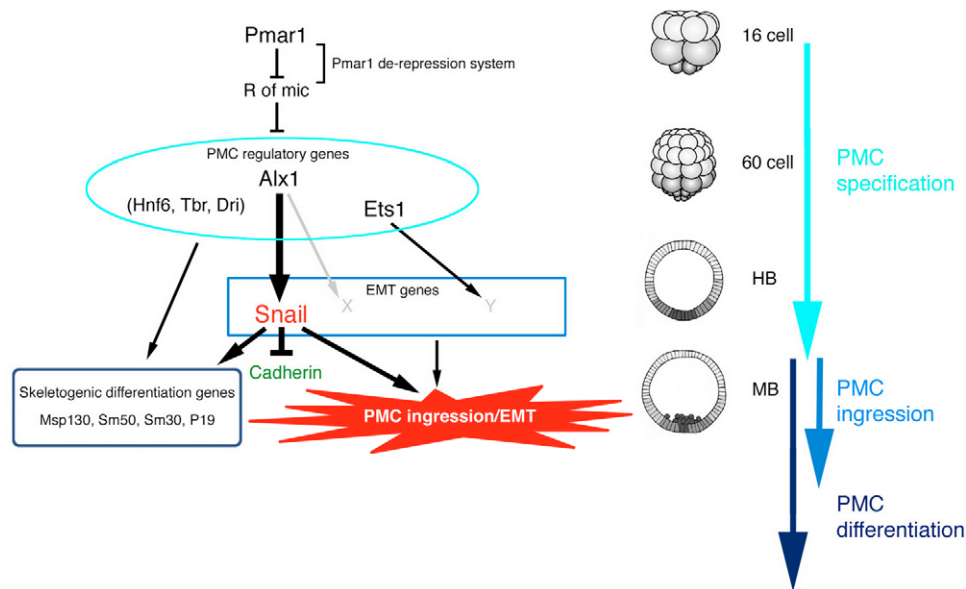 Pmar1
Pmar1 de-repression system
R of mic
PMC regulatory genes
Alx1
(Hnf6, Tbr, Dri)
Ets1
EMT genes
X
Y
Snail
Cadherin
Skeletogenic differentiation genes
Msp130, Sm50, Sm30, P19
PMC ingression/EMT
16 cell
60 cell
HB
MB
PMC
specification
PMC
ingression
PMC
differentiation